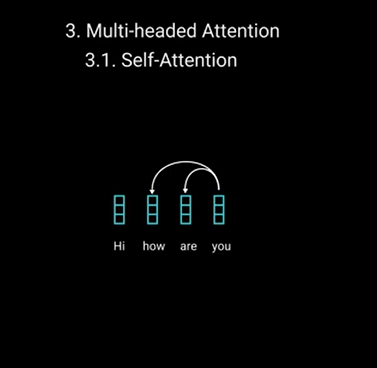 3. Multi-headed Attention
3.1. Self-Attention
Hi how are you